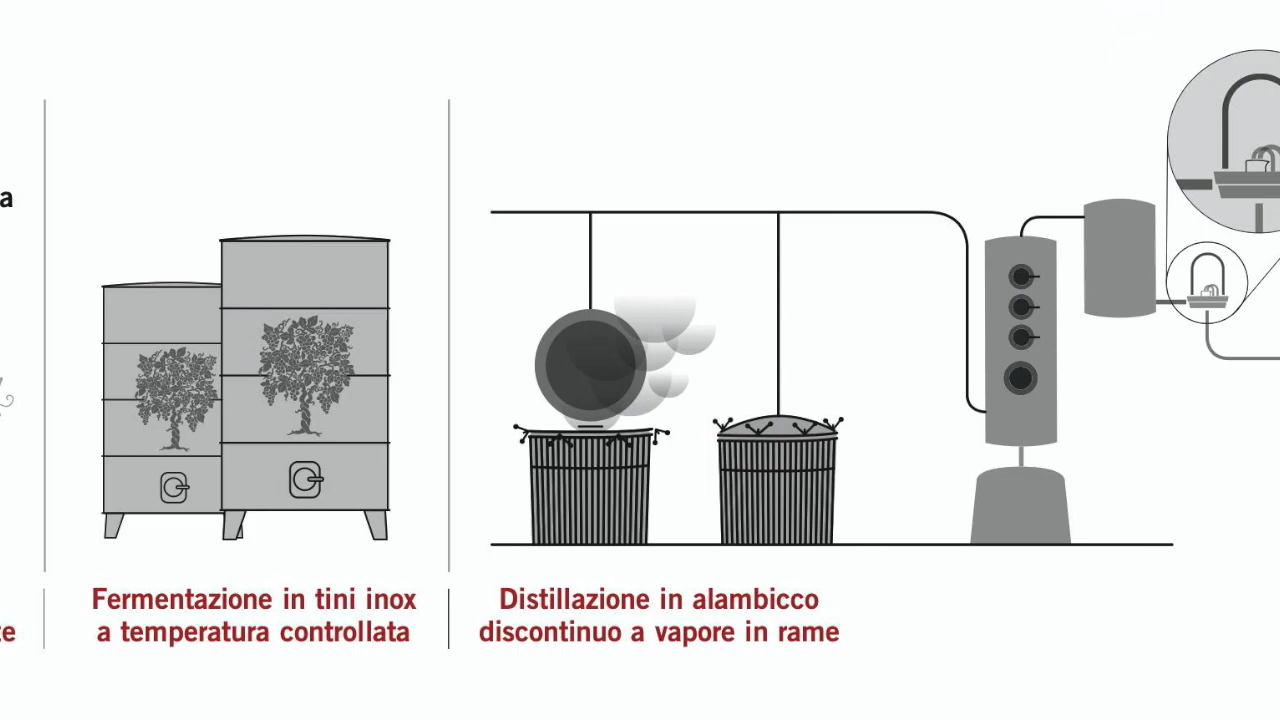 Fermentazione in tini inox
a temperatura controllata
Distillazione in alambicco
discontinuo a vapore in rame